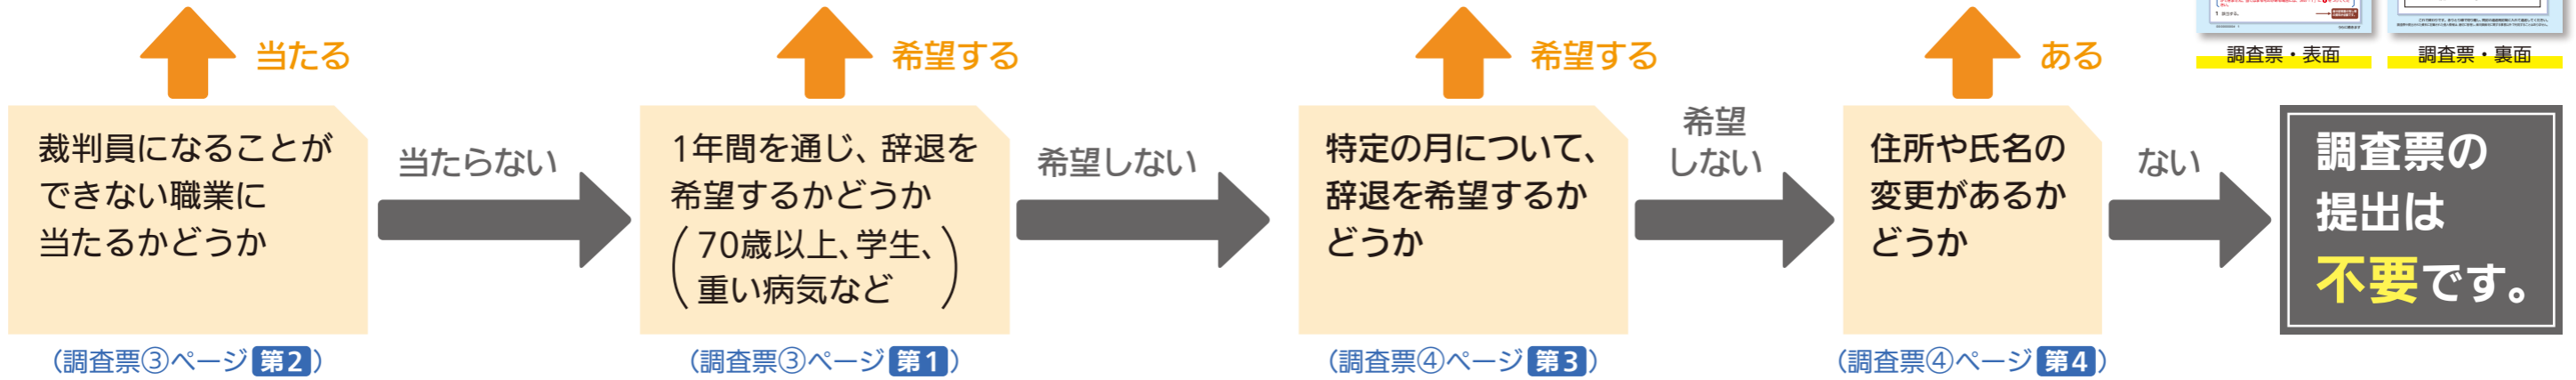 当たる
希望する
希望する
ある
調査票・表面
調査票・裏面
裁判員になることが
できない職業に
当たるかどうか
当たらない
1年間を通じ、辞退を
希望するかどうか
(70歳以上、学生、
重い病気など)
希望しない
特定の月について、
辞退を希望するか
どうか
希望
しない
住所や氏名の
変更があるか
どうか
ない
調査票の
提出は
不要です。
(調査票③ページ 第2)
(調査票③ページ 第1)
(調査票④ページ 第3)
(調査票④ページ 第4)